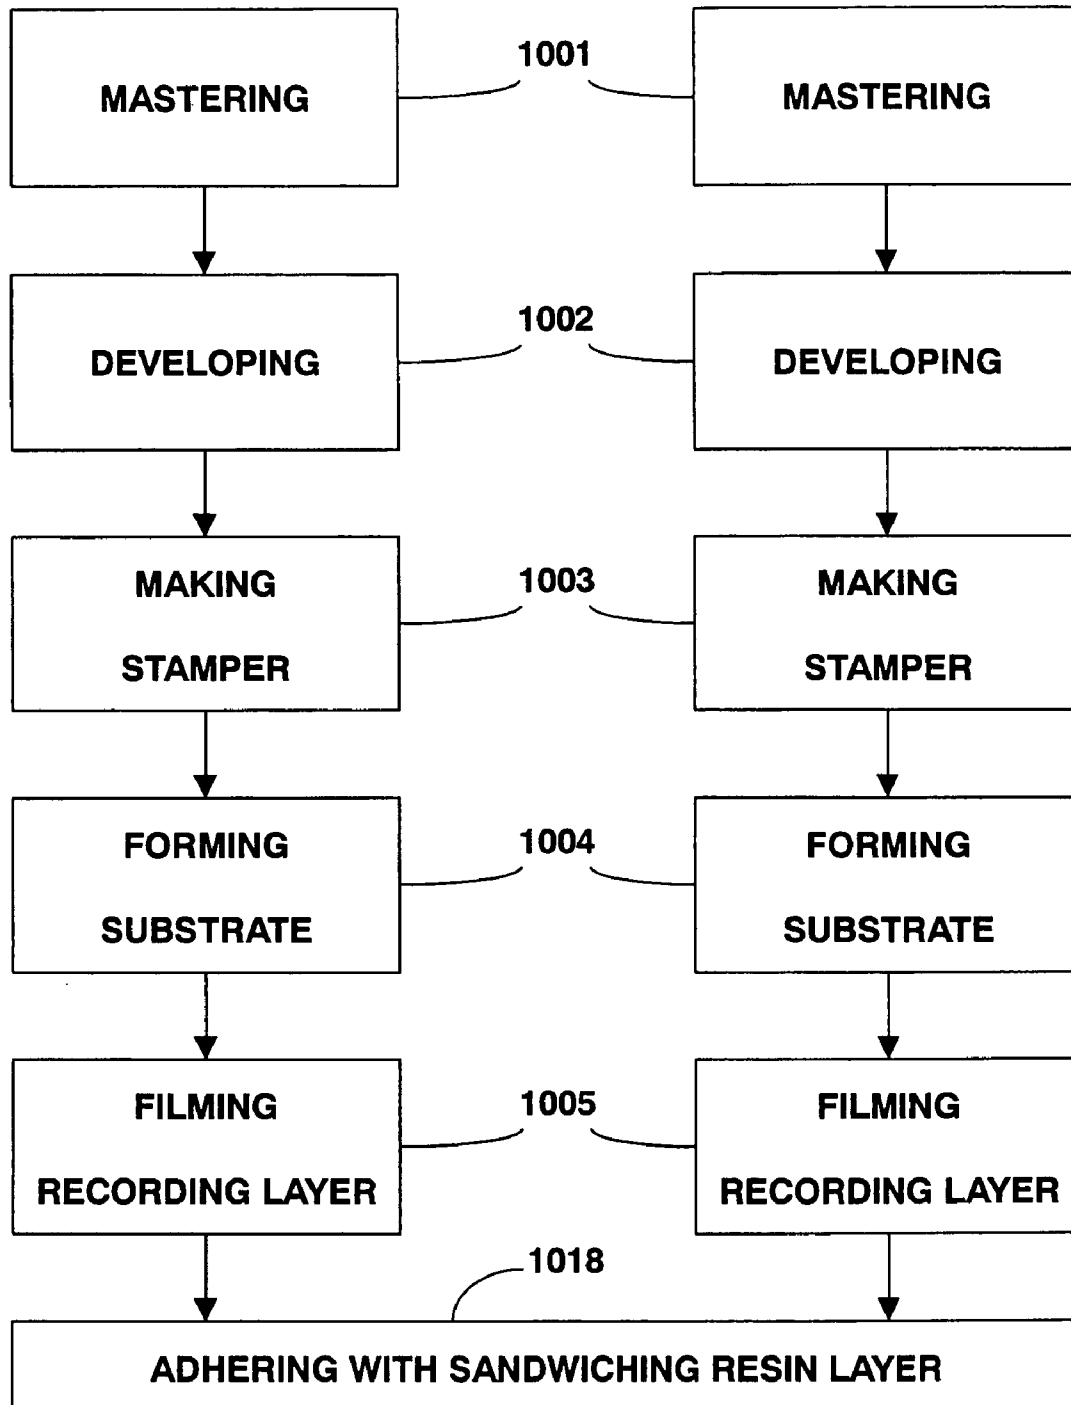 MASTERING
1001
MASTERING
DEVELOPING
1002
DEVELOPING
MAKING
STAMPER
1003
MAKING
STAMPER
FORMING
SUBSTRATE
1004
FORMING
SUBSTRATE
FILMING
RECORDING LAYER
1005
FILMING
RECORDING LAYER
1018
ADHERING WITH SANDWICHING RESIN LAYER